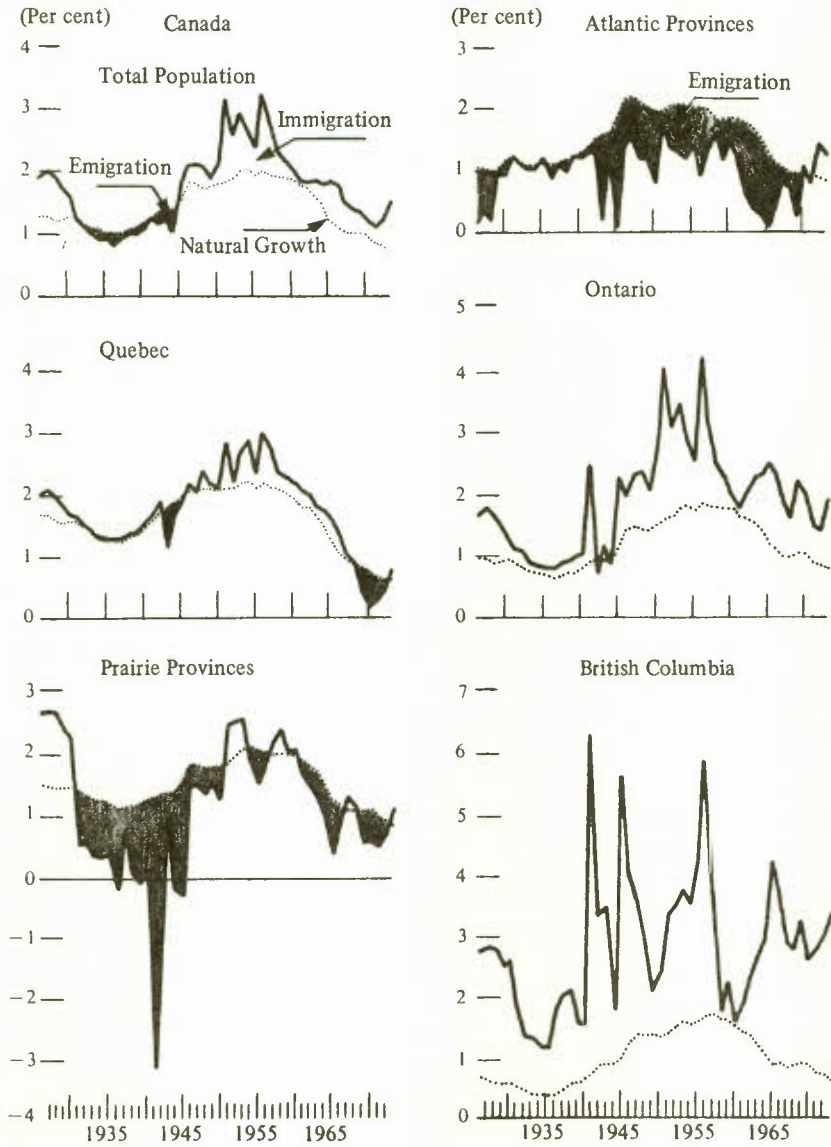 (Per cent)
Canada
4
Total Population
3
Immigration
Emigration
2
1
Natural Growth
0
(Per cent)
Atlantic Provinces
3
Emigration
2
1
0
Quebec
4
3
2
1
0
Ontario
5
4
3
2
1
0
Prairie Provinces
3
2
1
0
−1
−2
−3
−4
1935 1945 1955 1965
British Columbia
7
6
5
4
3
2
1
0
1935 1945 1955 1965